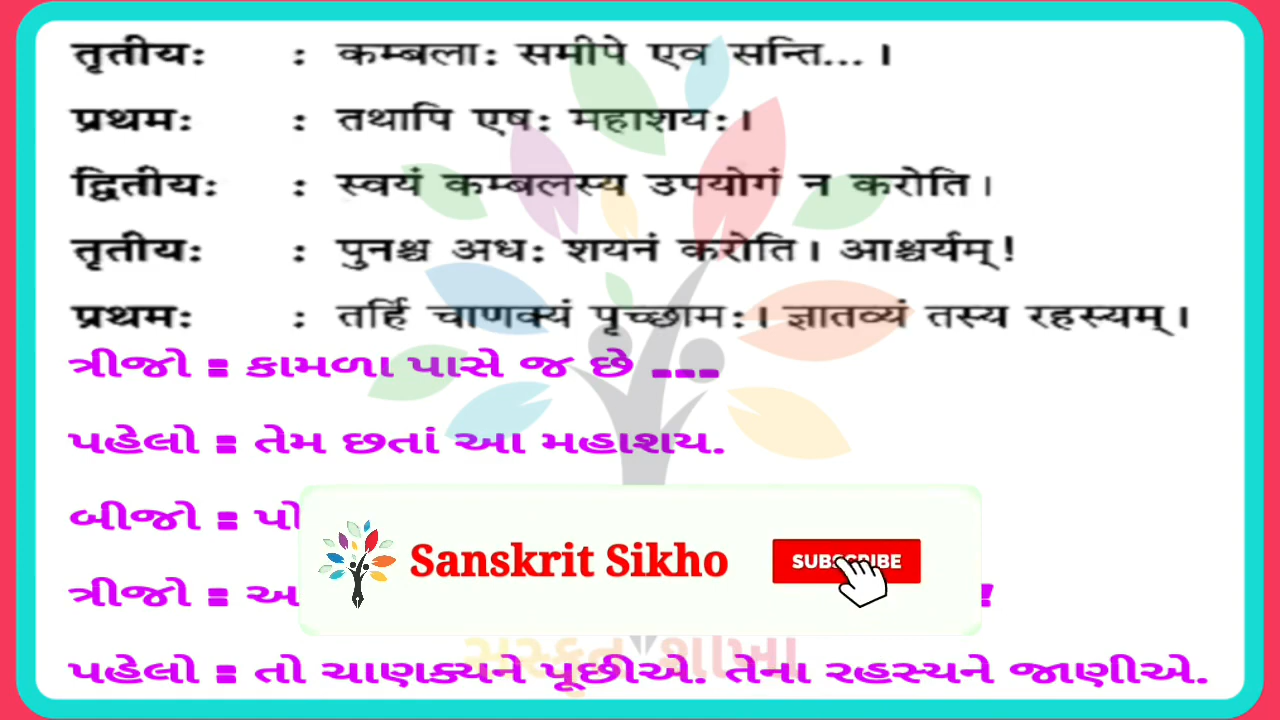 तृतीयः : कम्बलाः समीपे एव सन्ति... ।
प्रथमः : तथापि एषः महाशयः।
द्वितीयः : स्वयं कम्बलस्य उपयोगं न करोति।
तृतीयः : पुनश्च अधः शयनं करोति। आश्चर्यम्!
प्रथमः : तर्हि चाणक्यं पृच्छामः। ज्ञातव्यं तस्य रहस्यम्।
ત્રીજો = કામળા પાસે જ છે ---
પહેલો = તેમ છતાં આ મહાશય.
બીજો =
Sanskrit Sikho SUBSCRIBE
ત્રીજો = !
સંસ્કૃત શાખા
પહેલો = તો ચાણક્યને પૂછીએ. તેના રહસ્યને જાણીએ.